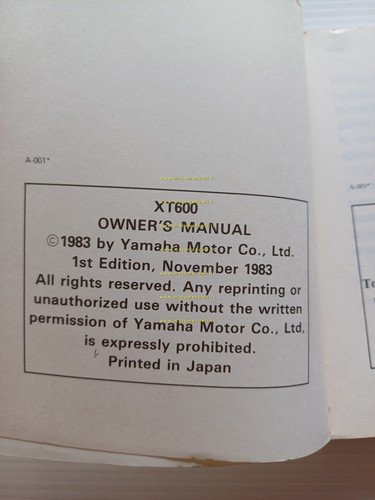 A-001*
XT600
OWNER'S MANUAL
©1983 by Yamaha Motor Co., Ltd.
1st Edition, November 1983
All rights reserved. Any reprinting or
unauthorized use without the written
permission of Yamaha Motor Co., Ltd.
is expressly prohibited.
Printed in Japan
A-001*